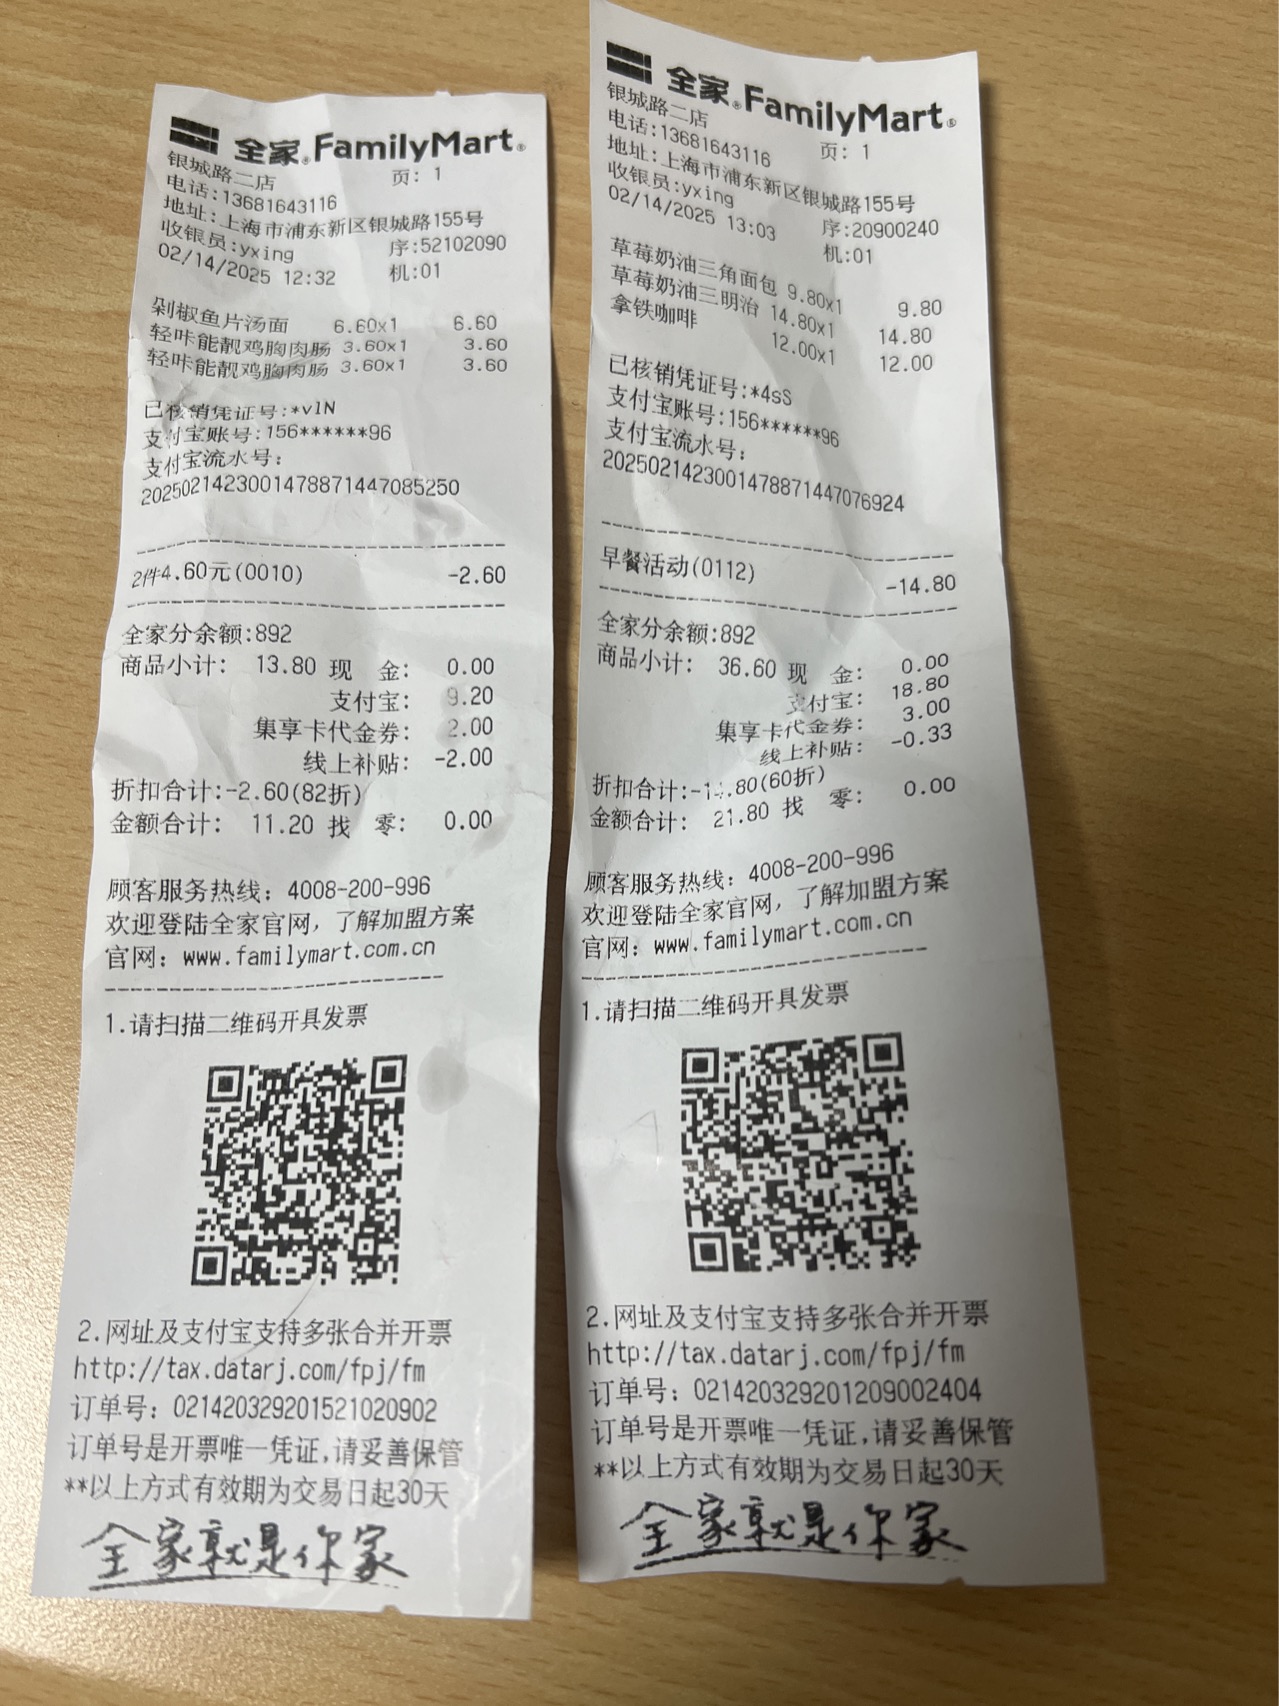 全家 FamilyMart
银城路二店 页: 1
电话:13681643116
地址:上海市浦东新区银城路155号
收银员:yxing 序:52102090
02/14/2025 12:32 机:01
剁椒鱼片汤面 6.60x1 6.60
轻咔能靓鸡胸肉肠 3.60x1 3.60
轻咔能靓鸡胸肉肠 3.60x1 3.60
已核销凭证号:*v1N
支付宝账号:156******96
支付宝流水号:
2025021423001478871447085250
2件4.60元(0010) -2.60
全家分余额:892
商品小计: 13.80 现 金: 0.00
支付宝: 9.20
集享卡代金券: 2.00
线上补贴: -2.00
折扣合计:-2.60(82折)
金额合计: 11.20 找 零: 0.00
顾客服务热线: 4008-200-996
欢迎登陆全家官网,了解加盟方案
官网: www.familymart.com.cn
1.请扫描二维码开具发票
2.网址及支付宝支持多张合并开票
http://tax.datarj.com/fpj/fm
订单号: 021420329201521020902
订单号是开票唯一凭证,请妥善保管
**以上方式有效期为交易日起30天
全家就是你家
全家 FamilyMart
银城路二店 页: 1
电话:13681643116
地址:上海市浦东新区银城路155号
收银员:yxing 序:20900240
02/14/2025 13:03 机:01
草莓奶油三角面包 9.80x1 9.80
草莓奶油三明治 14.80x1 14.80
拿铁咖啡 12.00x1 12.00
已核销凭证号:*4sS
支付宝账号:156******96
支付宝流水号:
2025021423001478871447076924
早餐活动(0112) -14.80
全家分余额:892
商品小计: 36.60 现 金: 0.00
支付宝: 18.80
集享卡代金券: 3.00
线上补贴: -0.33
折扣合计:-14.80(60折)
金额合计: 21.80 找 零: 0.00
顾客服务热线: 4008-200-996
欢迎登陆全家官网,了解加盟方案
官网: www.familymart.com.cn
1.请扫描二维码开具发票
2.网址及支付宝支持多张合并开票
http://tax.datarj.com/fpj/fm
订单号: 021420329201209002404
订单号是开票唯一凭证,请妥善保管
**以上方式有效期为交易日起30天
全家就是你家